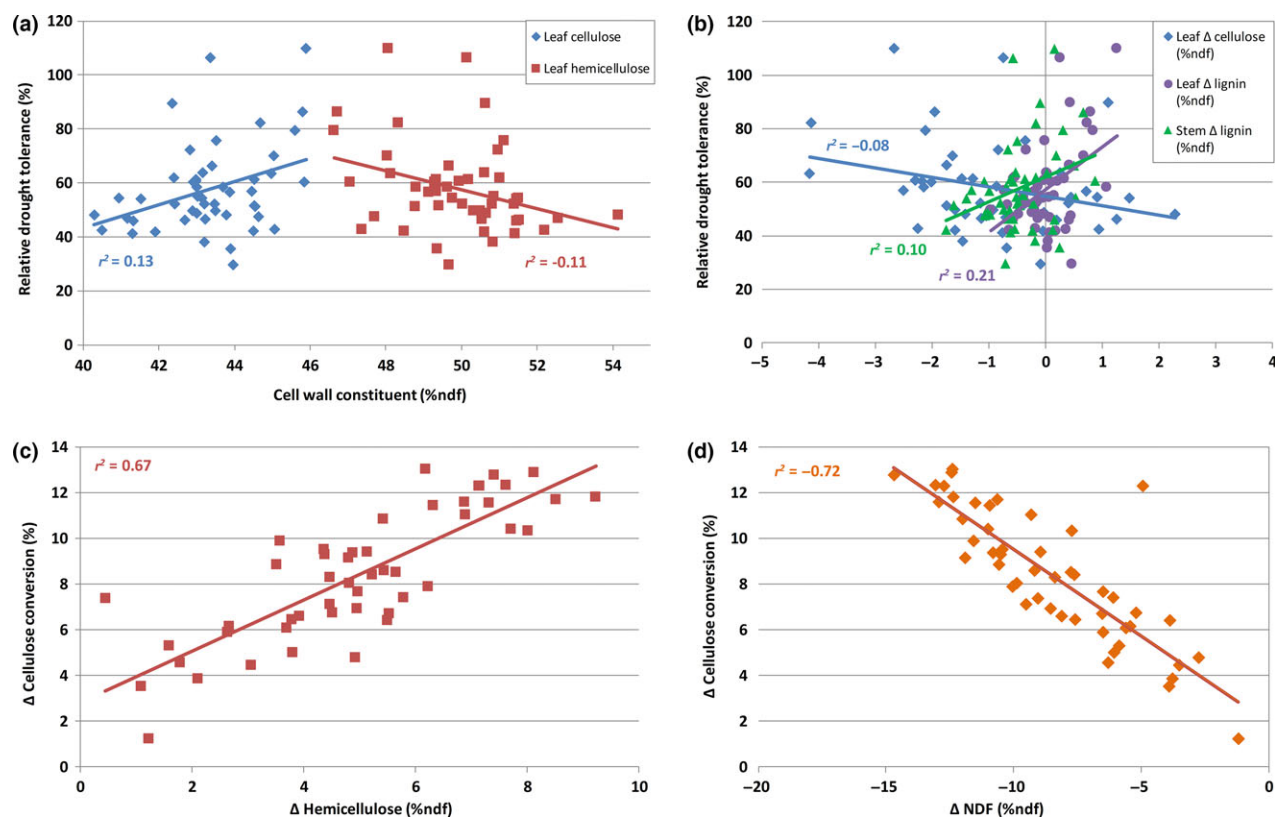 (a)
Relative drought tolerance (%)
120
100
80
60
40
20
0
Leaf cellulose
Leaf hemicellulose
r² = 0.13
r² = -0.11
40 42 44 46 48 50 52 54
Cell wall constituent (%ndf)
(b)
Relative drought tolerance (%)
120
100
80
60
40
20
0
Leaf Δ cellulose
(%ndf)
Leaf Δ lignin
(%ndf)
Stem Δ lignin
(%ndf)
r² = −0.08
r² = 0.10
r² = 0.21
−5 −4 −3 −2 −1 0 1 2 3 4
(c)
Δ Cellulose conversion (%)
14
12
10
8
6
4
2
0
r² = 0.67
0 2 4 6 8 10
Δ Hemicellulose (%ndf)
(d)
Δ Cellulose conversion (%)
14
12
10
8
6
4
2
0
r² = −0.72
−20 −15 −10 −5 0
Δ NDF (%ndf)